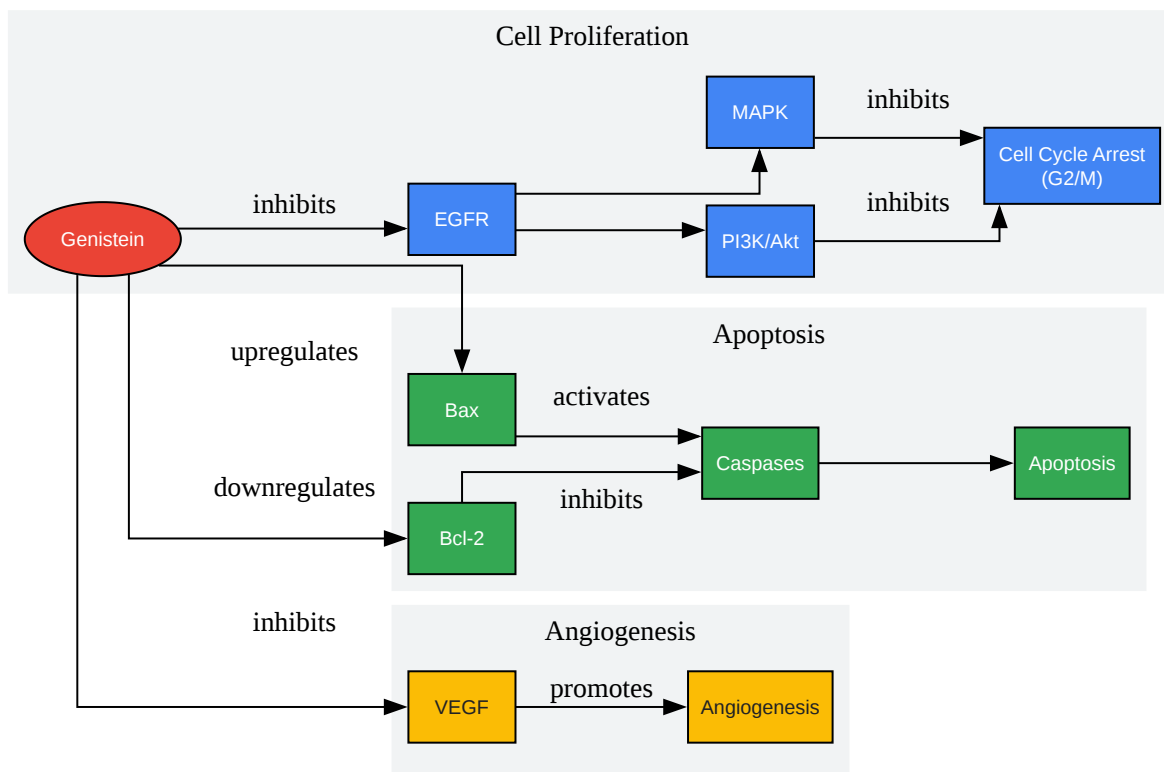 Cell Proliferation
MAPK
inhibits
Cell Cycle Arrest
(G2/M)
inhibits
EGFR
inhibits
PI3K/Akt
Genistein
Apoptosis
upregulates
Bax
activates
Caspases
Apoptosis
downregulates
inhibits
Bcl-2
inhibits
Angiogenesis
VEGF
promotes
Angiogenesis